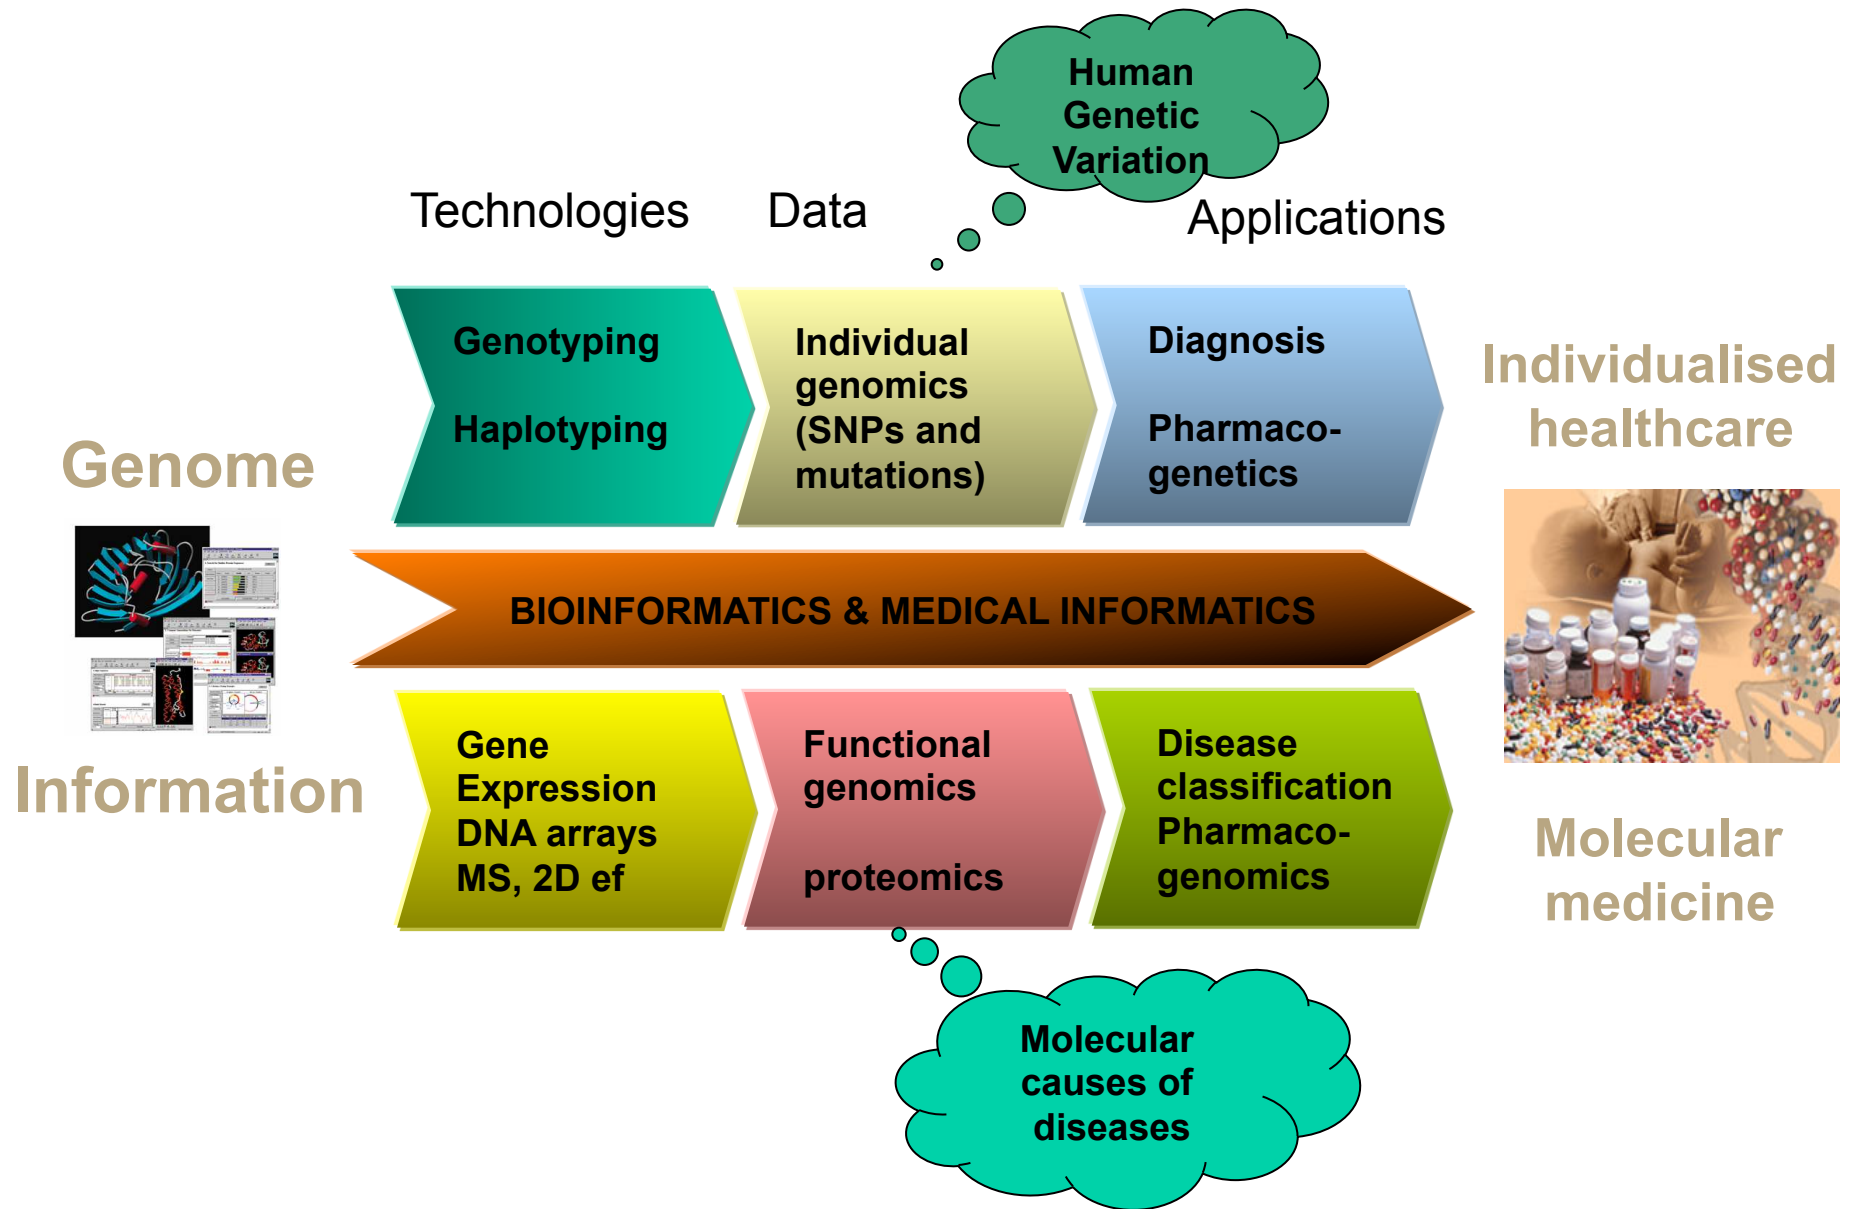 Human
Genetic
Variation
Technologies
Data
Applications
Genotyping
Haplotyping
Individual
genomics
(SNPs and
mutations)
Diagnosis
Pharmaco-
genetics
Individualised
healthcare
Genome
Information
BIOINFORMATICS & MEDICAL INFORMATICS
Gene
Expression
DNA arrays
MS, 2D ef
Functional
genomics
proteomics
Disease
classification
Pharmaco-
genomics
Molecular
medicine
Molecular
causes of
diseases